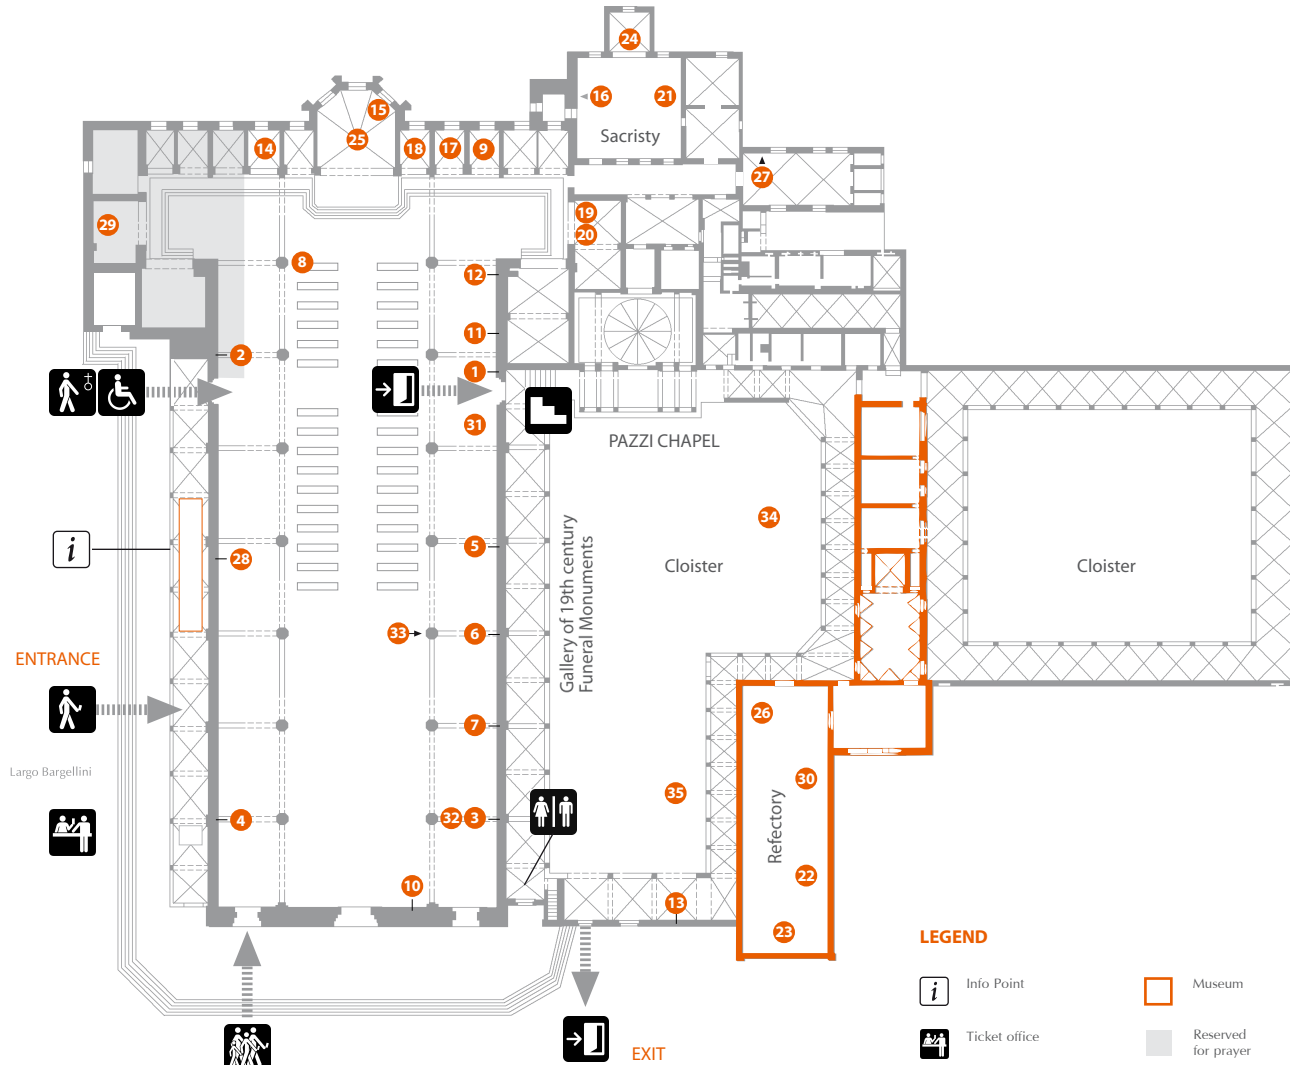 24
16
21
15
Sacristy
25
14
18
17
9
27
19
29
20
8
12
11
2
1
31
PAZZI CHAPEL
34
i
28
5
Gallery of 19th century
Funeral Monuments
Cloister
Cloister
33
6
ENTRANCE
26
7
Largo Bargellini
30
35
4
32
3
Refectory
22
10
13
23
LEGEND
i
Info Point
Museum
Ticket office
Reserved
for prayer
EXIT